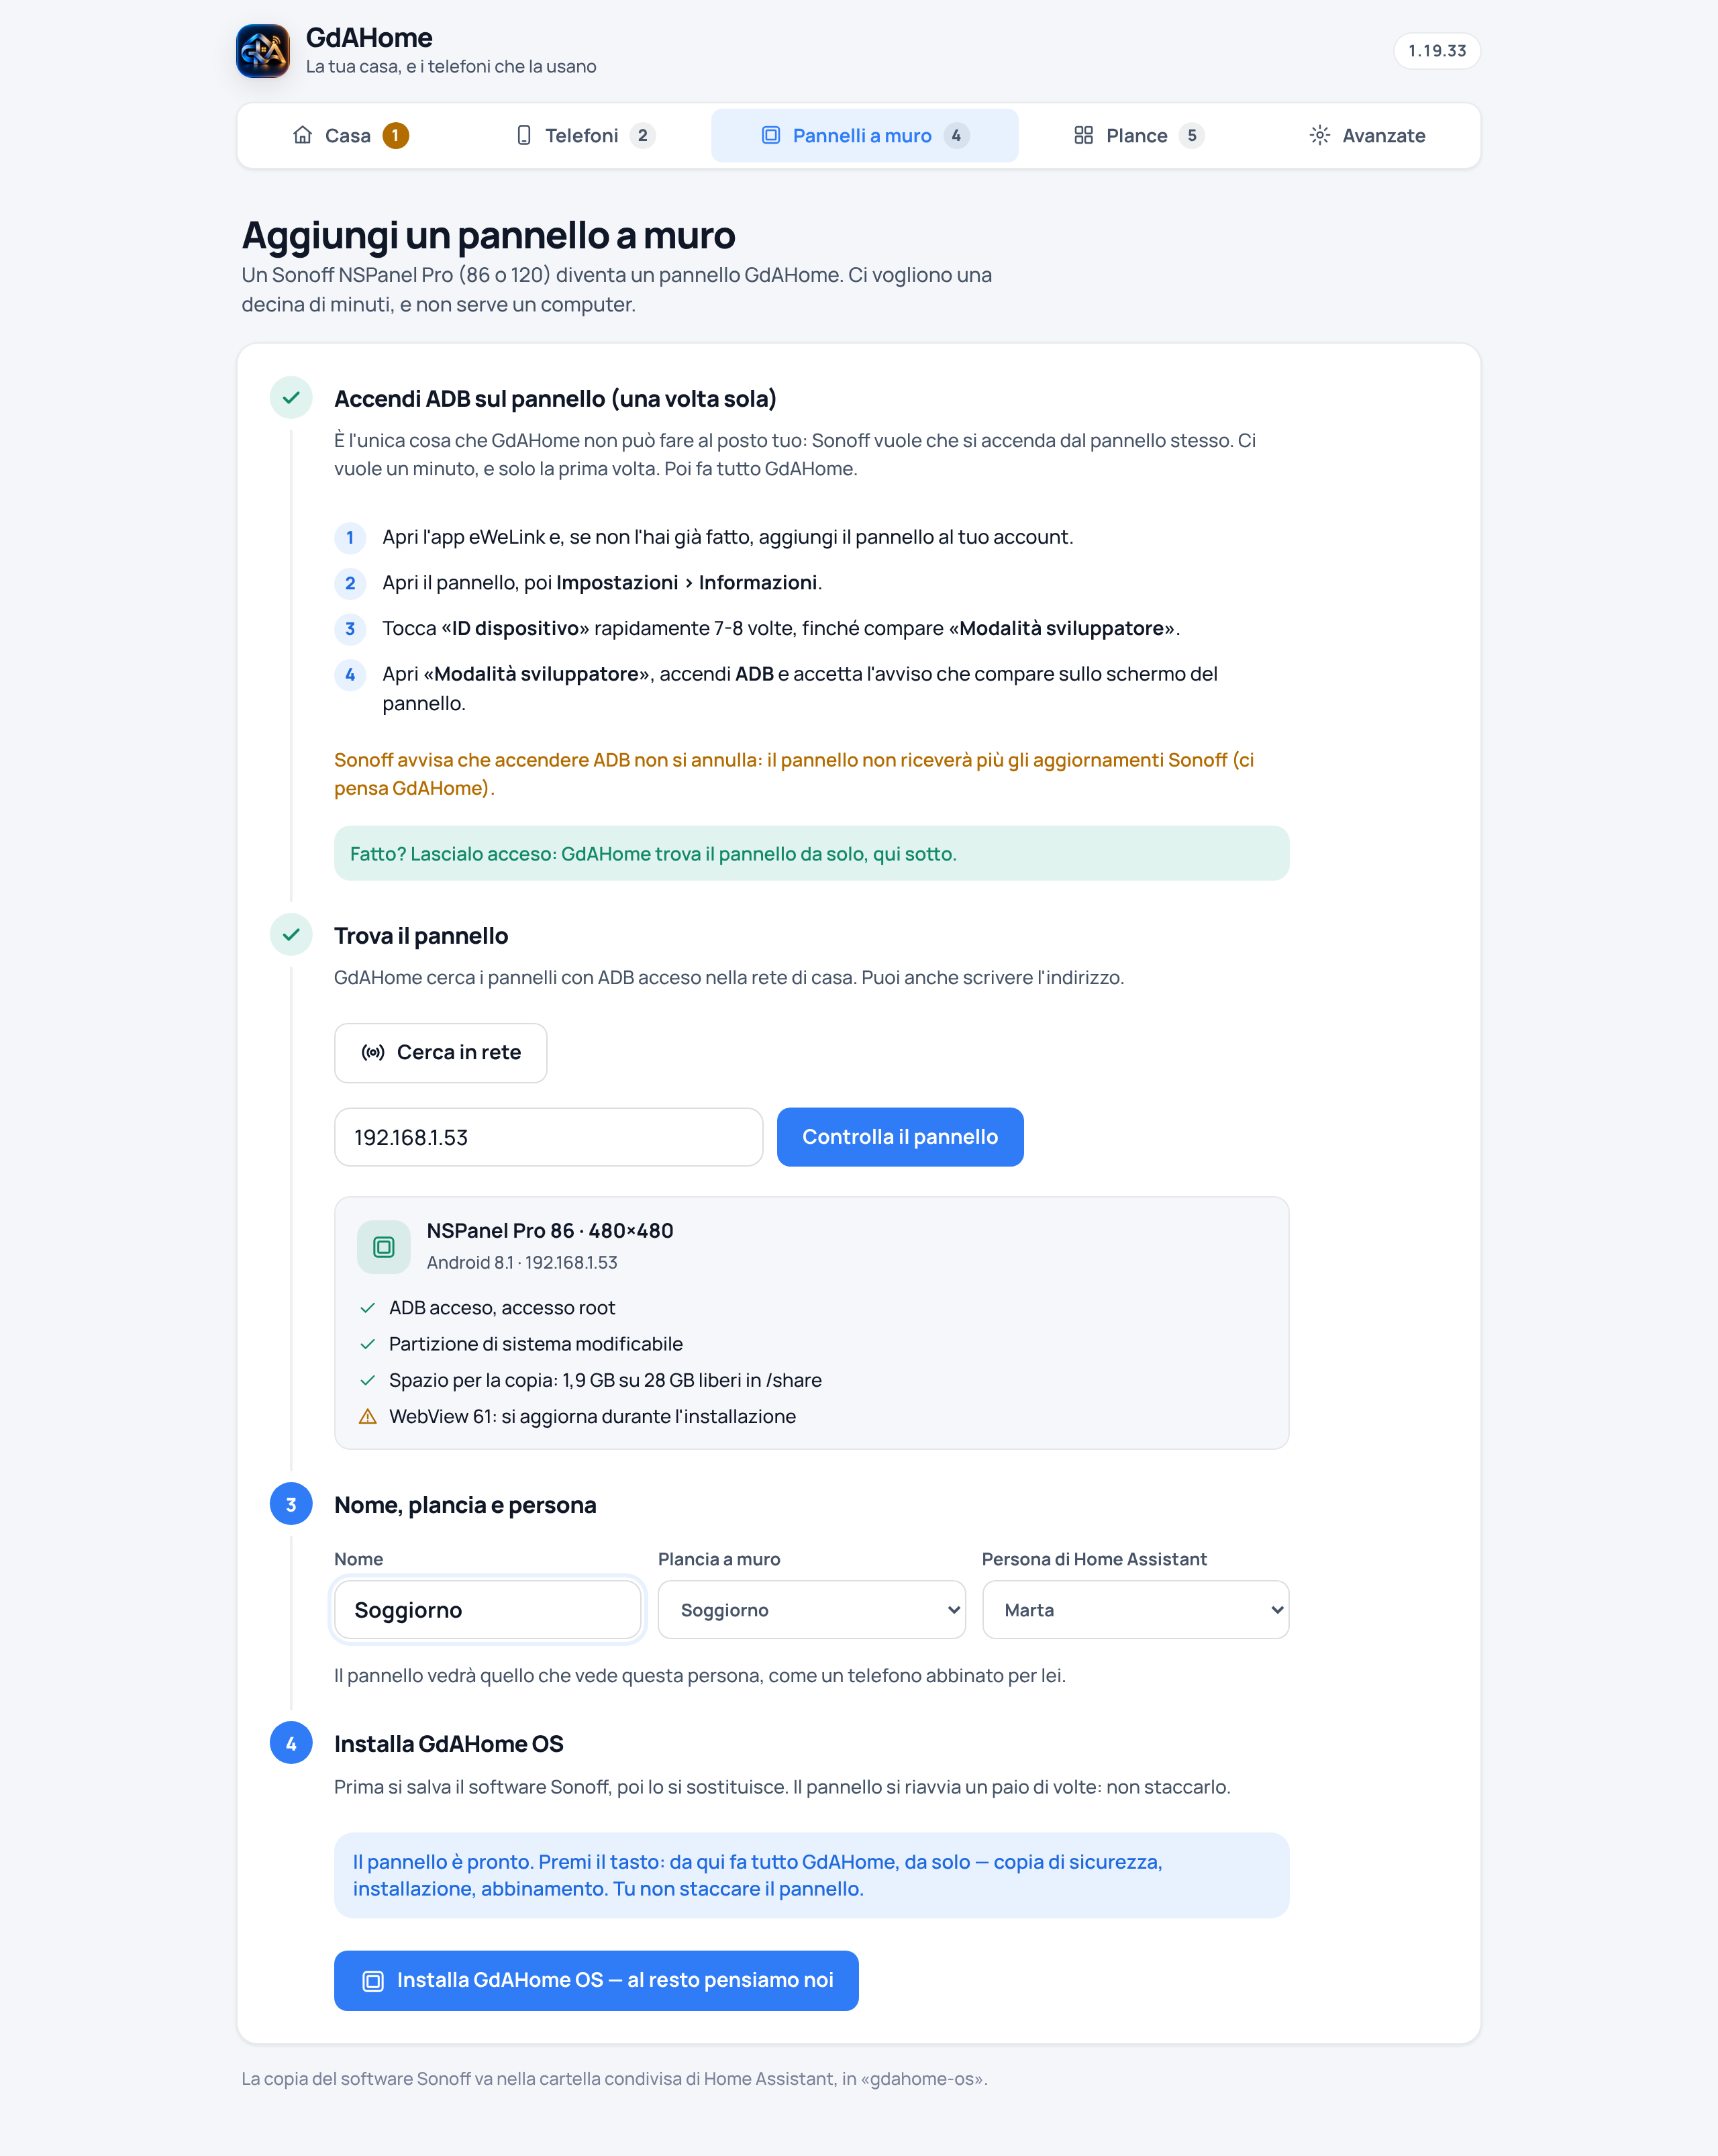 GdAHome
La tua casa, e i telefoni che la usano
1.19.33
Casa 1
Telefoni 2
Pannelli a muro 4
Plance 5
Avanzate
Aggiungi un pannello a muro
Un Sonoff NSPanel Pro (86 o 120) diventa un pannello GdAHome. Ci vogliono una
decina di minuti, e non serve un computer.
Accendi ADB sul pannello (una volta sola)
È l'unica cosa che GdAHome non può fare al posto tuo: Sonoff vuole che si accenda dal pannello stesso. Ci
vuole un minuto, e solo la prima volta. Poi fa tutto GdAHome.
1 Apri l'app eWeLink e, se non l'hai già fatto, aggiungi il pannello al tuo account.
2 Apri il pannello, poi Impostazioni › Informazioni.
3 Tocca «ID dispositivo» rapidamente 7-8 volte, finché compare «Modalità sviluppatore».
4 Apri «Modalità sviluppatore», accendi ADB e accetta l'avviso che compare sullo schermo del
pannello.
Sonoff avvisa che accendere ADB non si annulla: il pannello non riceverà più gli aggiornamenti Sonoff (ci
pensa GdAHome).
Fatto? Lascialo acceso: GdAHome trova il pannello da solo, qui sotto.
Trova il pannello
GdAHome cerca i pannelli con ADB acceso nella rete di casa. Puoi anche scrivere l'indirizzo.
Cerca in rete
192.168.1.53
Controlla il pannello
NSPanel Pro 86 · 480×480
Android 8.1 · 192.168.1.53
ADB acceso, accesso root
Partizione di sistema modificabile
Spazio per la copia: 1,9 GB su 28 GB liberi in /share
WebView 61: si aggiorna durante l'installazione
3 Nome, plancia e persona
Nome
Plancia a muro
Persona di Home Assistant
Soggiorno
Soggiorno
Marta
Il pannello vedrà quello che vede questa persona, come un telefono abbinato per lei.
4 Installa GdAHome OS
Prima si salva il software Sonoff, poi lo si sostituisce. Il pannello si riavvia un paio di volte: non staccarlo.
Il pannello è pronto. Premi il tasto: da qui fa tutto GdAHome, da solo — copia di sicurezza,
installazione, abbinamento. Tu non staccare il pannello.
Installa GdAHome OS — al resto pensiamo noi
La copia del software Sonoff va nella cartella condivisa di Home Assistant, in «gdahome-os».